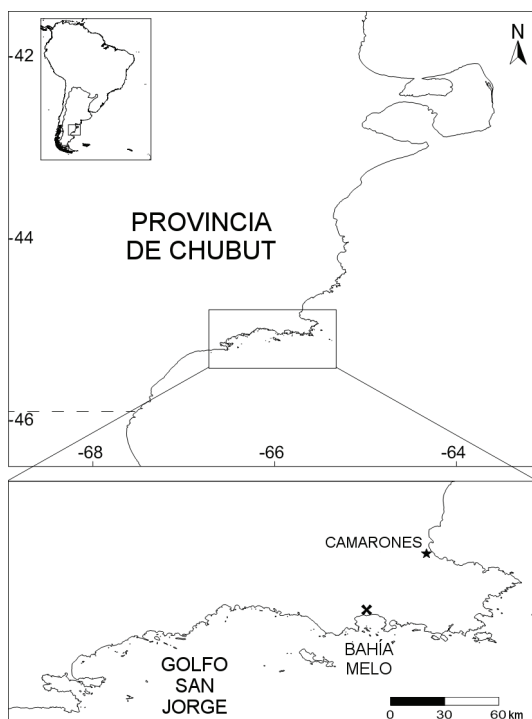 N
-42
PROVINCIA
DE CHUBUT
-44
-46
-68
-66
-64
CAMARONES
BAHÍA
MELO
GOLFO
SAN
JORGE
0
30
60 km